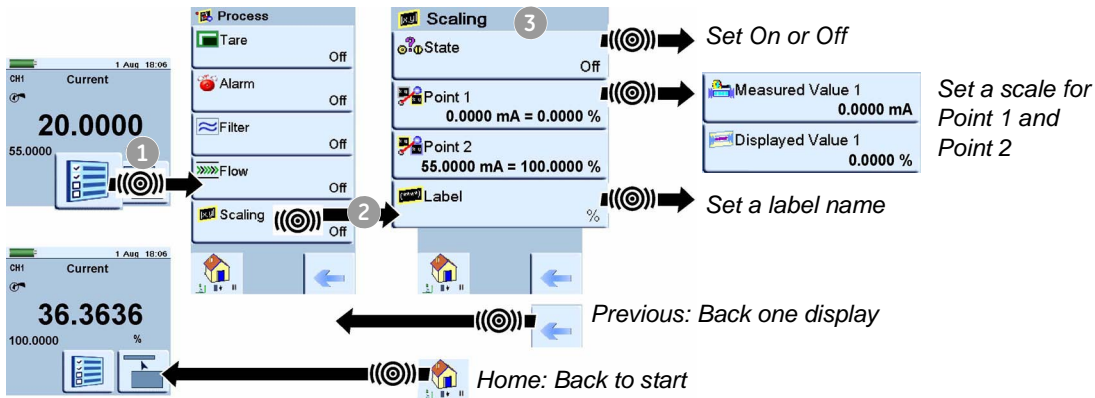 1 Aug 18:06
CH1 Current
20.0000
55.0000
1
Process
Tare
Off
Alarm
Off
Filter
Off
Flow
Off
Scaling
Off
2
Scaling
3
State
Off
Point 1
0.0000 mA = 0.0000 %
Point 2
55.0000 mA = 100.0000 %
Label
%
Set On or Off
Measured Value 1
0.0000 mA
Displayed Value 1
0.0000 %
Set a scale for
Point 1 and
Point 2
Set a label name
1 Aug 18:06
CH1 Current
36.3636
100.0000 %
Previous: Back one display
Home: Back to start